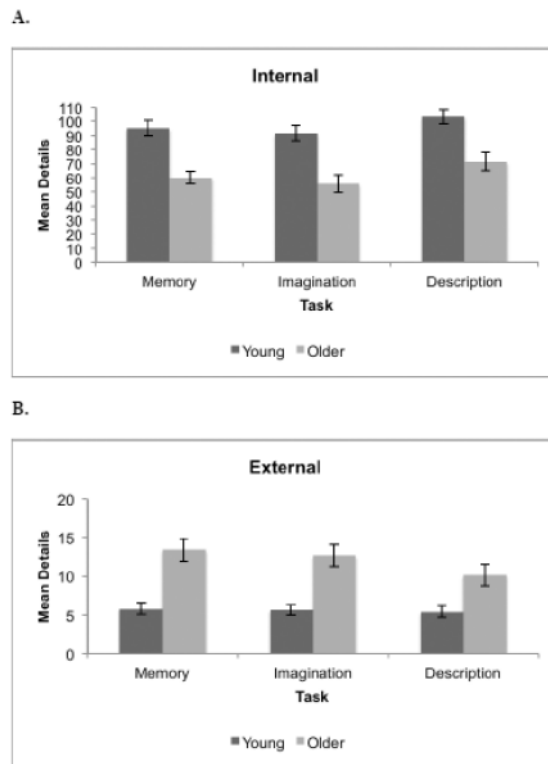 A.
Internal
110
100
90
80
70
60
50
40
30
20
10
0
Mean Details
Memory Imagination Description
Task
Young Older
B.
External
20
15
10
5
0
Mean Details
Memory Imagination Description
Task
Young Older